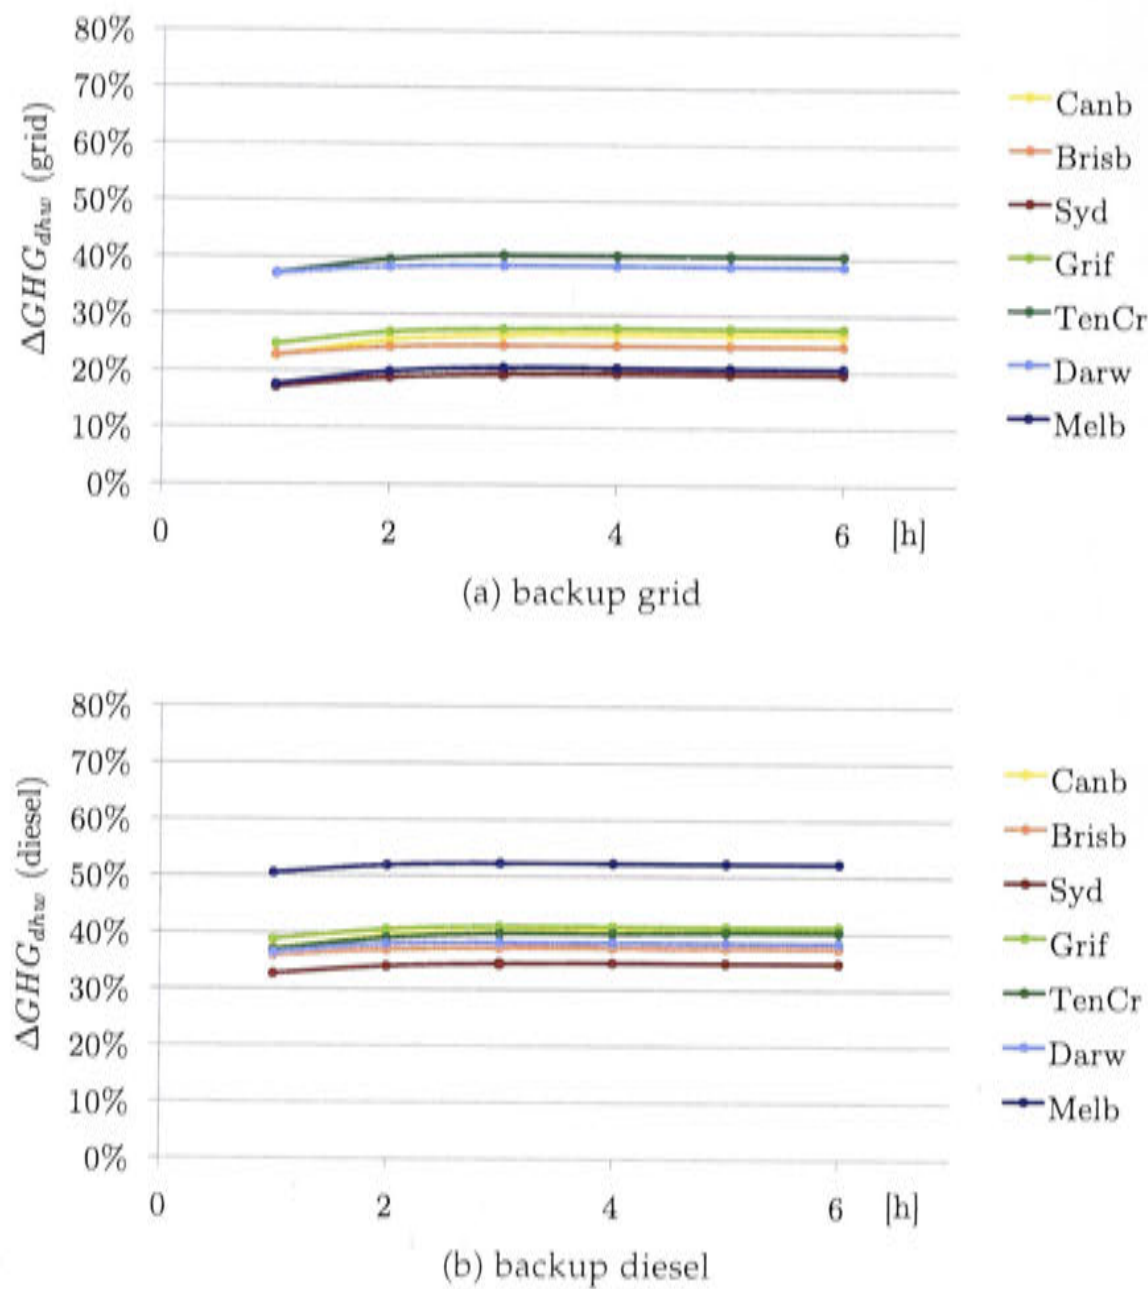 80%
70%
60%
50%
40%
30%
20%
10%
0%
ΔGHG_dhw (grid)
0 2 4 6 [h]
Canb
Brisb
Syd
Grif
TenCr
Darw
Melb
(a) backup grid
80%
70%
60%
50%
40%
30%
20%
10%
0%
ΔGHG_dhw (diesel)
0 2 4 6 [h]
Canb
Brisb
Syd
Grif
TenCr
Darw
Melb
(b) backup diesel